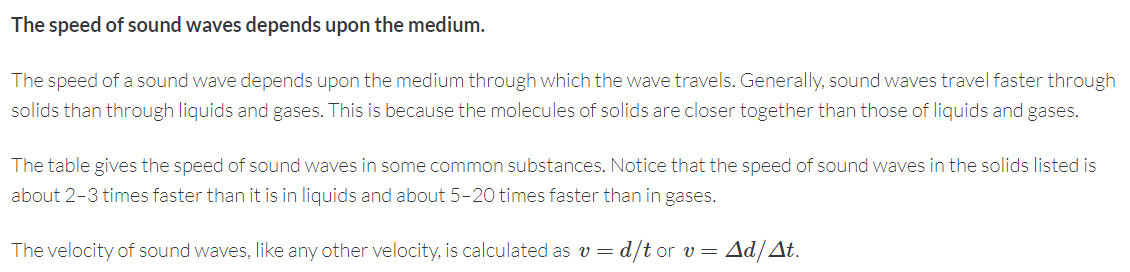 The speed of sound waves depends upon the medium.
The speed of a sound wave depends upon the medium through which the wave travels. Generally, sound waves travel faster through
solids than through liquids and gases. This is because the molecules of solids are closer together than those of liquids and gases.
The table gives the speed of sound waves in some common substances. Notice that the speed of sound waves in the solids listed is
about 2–3 times faster than it is in liquids and about 5–20 times faster than in gases.
The velocity of sound waves, like any other velocity, is calculated as v = d/t or v = Δd/Δt.